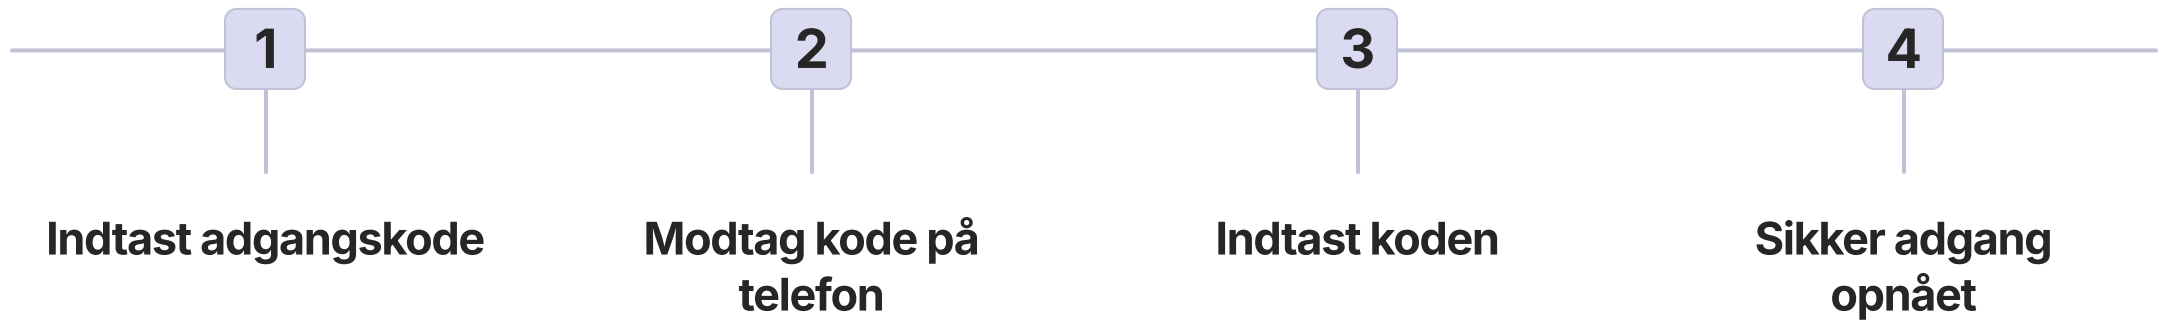 1
Indtast adgangskode
2
Modtag kode på
telefon
3
Indtast koden
4
Sikker adgang
opnået